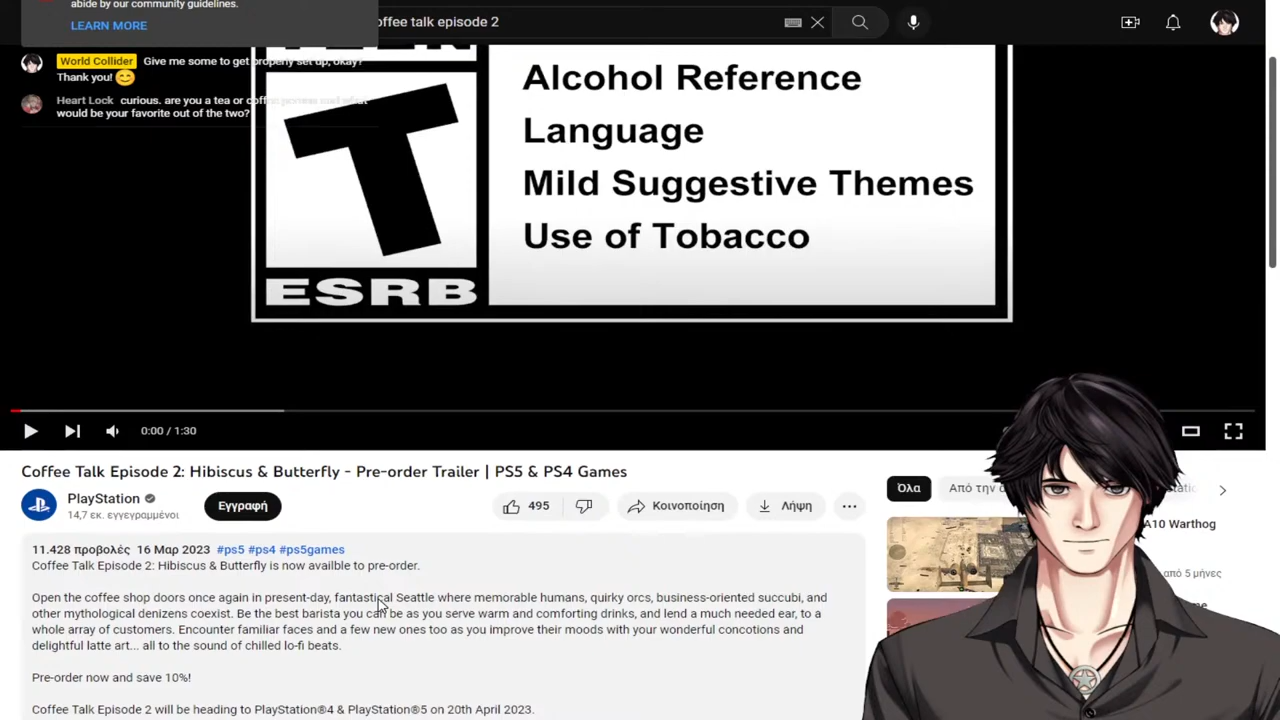 abide by our community guidelines.
LEARN MORE
offee talk episode 2
World Collider Give me some to get properly set up, okay?
Thank you!
Heart Lock curious. are you a tea or coffee person and what
would be your favorite out of the two?
T
ESRB
Alcohol Reference
Language
Mild Suggestive Themes
Use of Tobacco
0:00 / 1:30
Coffee Talk Episode 2: Hibiscus & Butterfly - Pre-order Trailer | PS5 & PS4 Games
PlayStation
14,7 εκ. εγγεγραμμένοι
Εγγραφή
495
Κοινοποίηση
Λήψη
Όλα
Από την
A10 Warthog
από 5 μήνες
11.428 προβολές 16 Μαρ 2023 #ps5 #ps4 #ps5games
Coffee Talk Episode 2: Hibiscus & Butterfly is now availble to pre-order.
Open the coffee shop doors once again in present-day, fantastical Seattle where memorable humans, quirky orcs, business-oriented succubi, and
other mythological denizens coexist. Be the best barista you can be as you serve warm and comforting drinks, and lend a much needed ear, to a
whole array of customers. Encounter familiar faces and a few new ones too as you improve their moods with your wonderful concotions and
delightful latte art... all to the sound of chilled lo-fi beats.
Pre-order now and save 10%!
Coffee Talk Episode 2 will be heading to PlayStation®4 & PlayStation®5 on 20th April 2023.